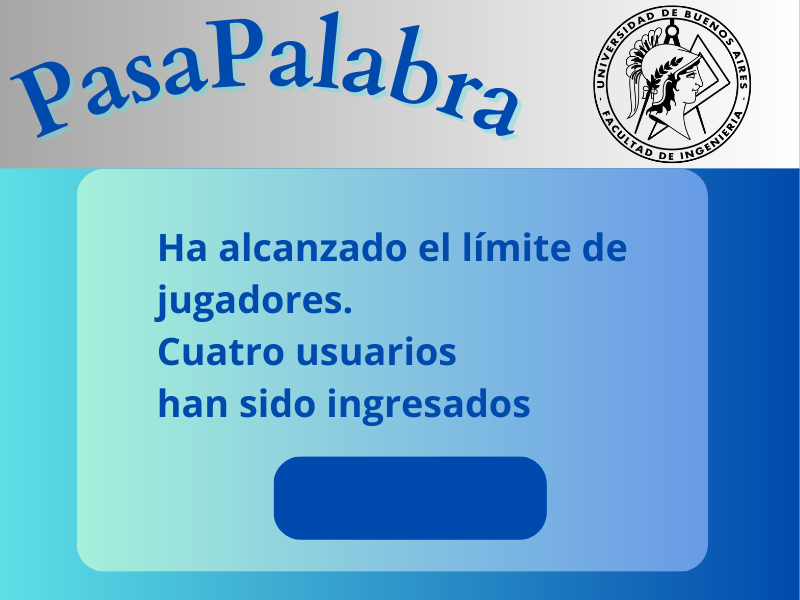 PasaPalabra
UNIVERSIDAD DE BUENOS AIRES
· FACULTAD DE INGENIERIA ·
Ha alcanzado el límite de
jugadores.
Cuatro usuarios
han sido ingresados